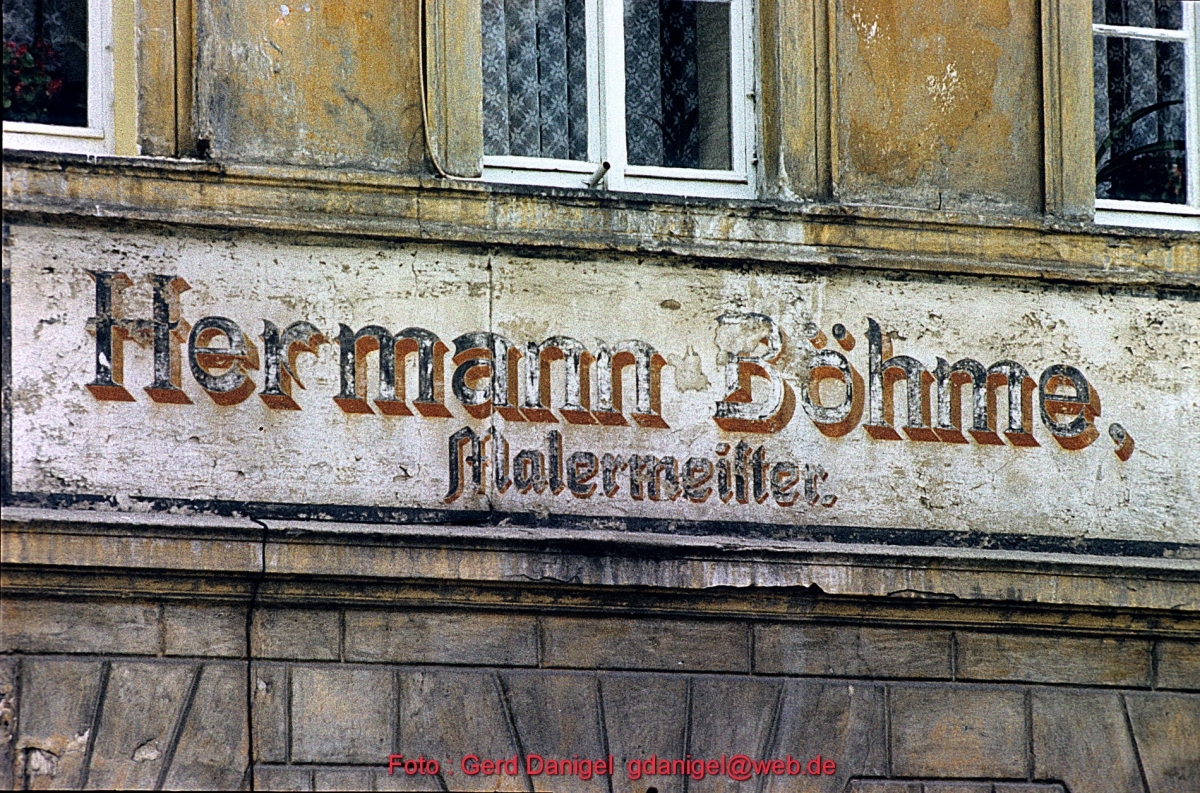 Hermann Böhme,
Malermeister.
Foto : Gerd Danigel gdanigel@web.de